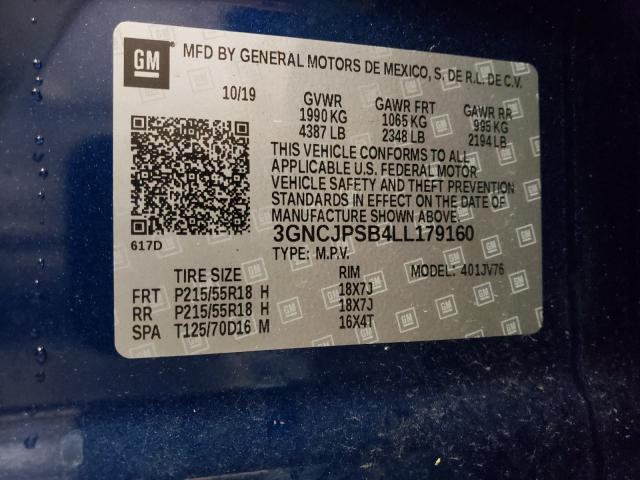 GM
MFD BY GENERAL MOTORS DE MEXICO, S. DE R.L. DE C.V.
10/19 GVWR GAWR FRT GAWR RR
1990 KG 1065 KG 995 KG
4387 LB 2348 LB 2194 LB
THIS VEHICLE CONFORMS TO ALL
APPLICABLE U.S. FEDERAL MOTOR
VEHICLE SAFETY AND THEFT PREVENTION
STANDARDS IN EFFECT ON THE DATE OF
MANUFACTURE SHOWN ABOVE.
617D
3GNCJPSB4LL179160
TYPE: M.P.V. MODEL: 401JV76
TIRE SIZE RIM
FRT P215/55R18 H 18X7J
RR P215/55R18 H 18X7J
SPA T125/70D16 M 16X4T